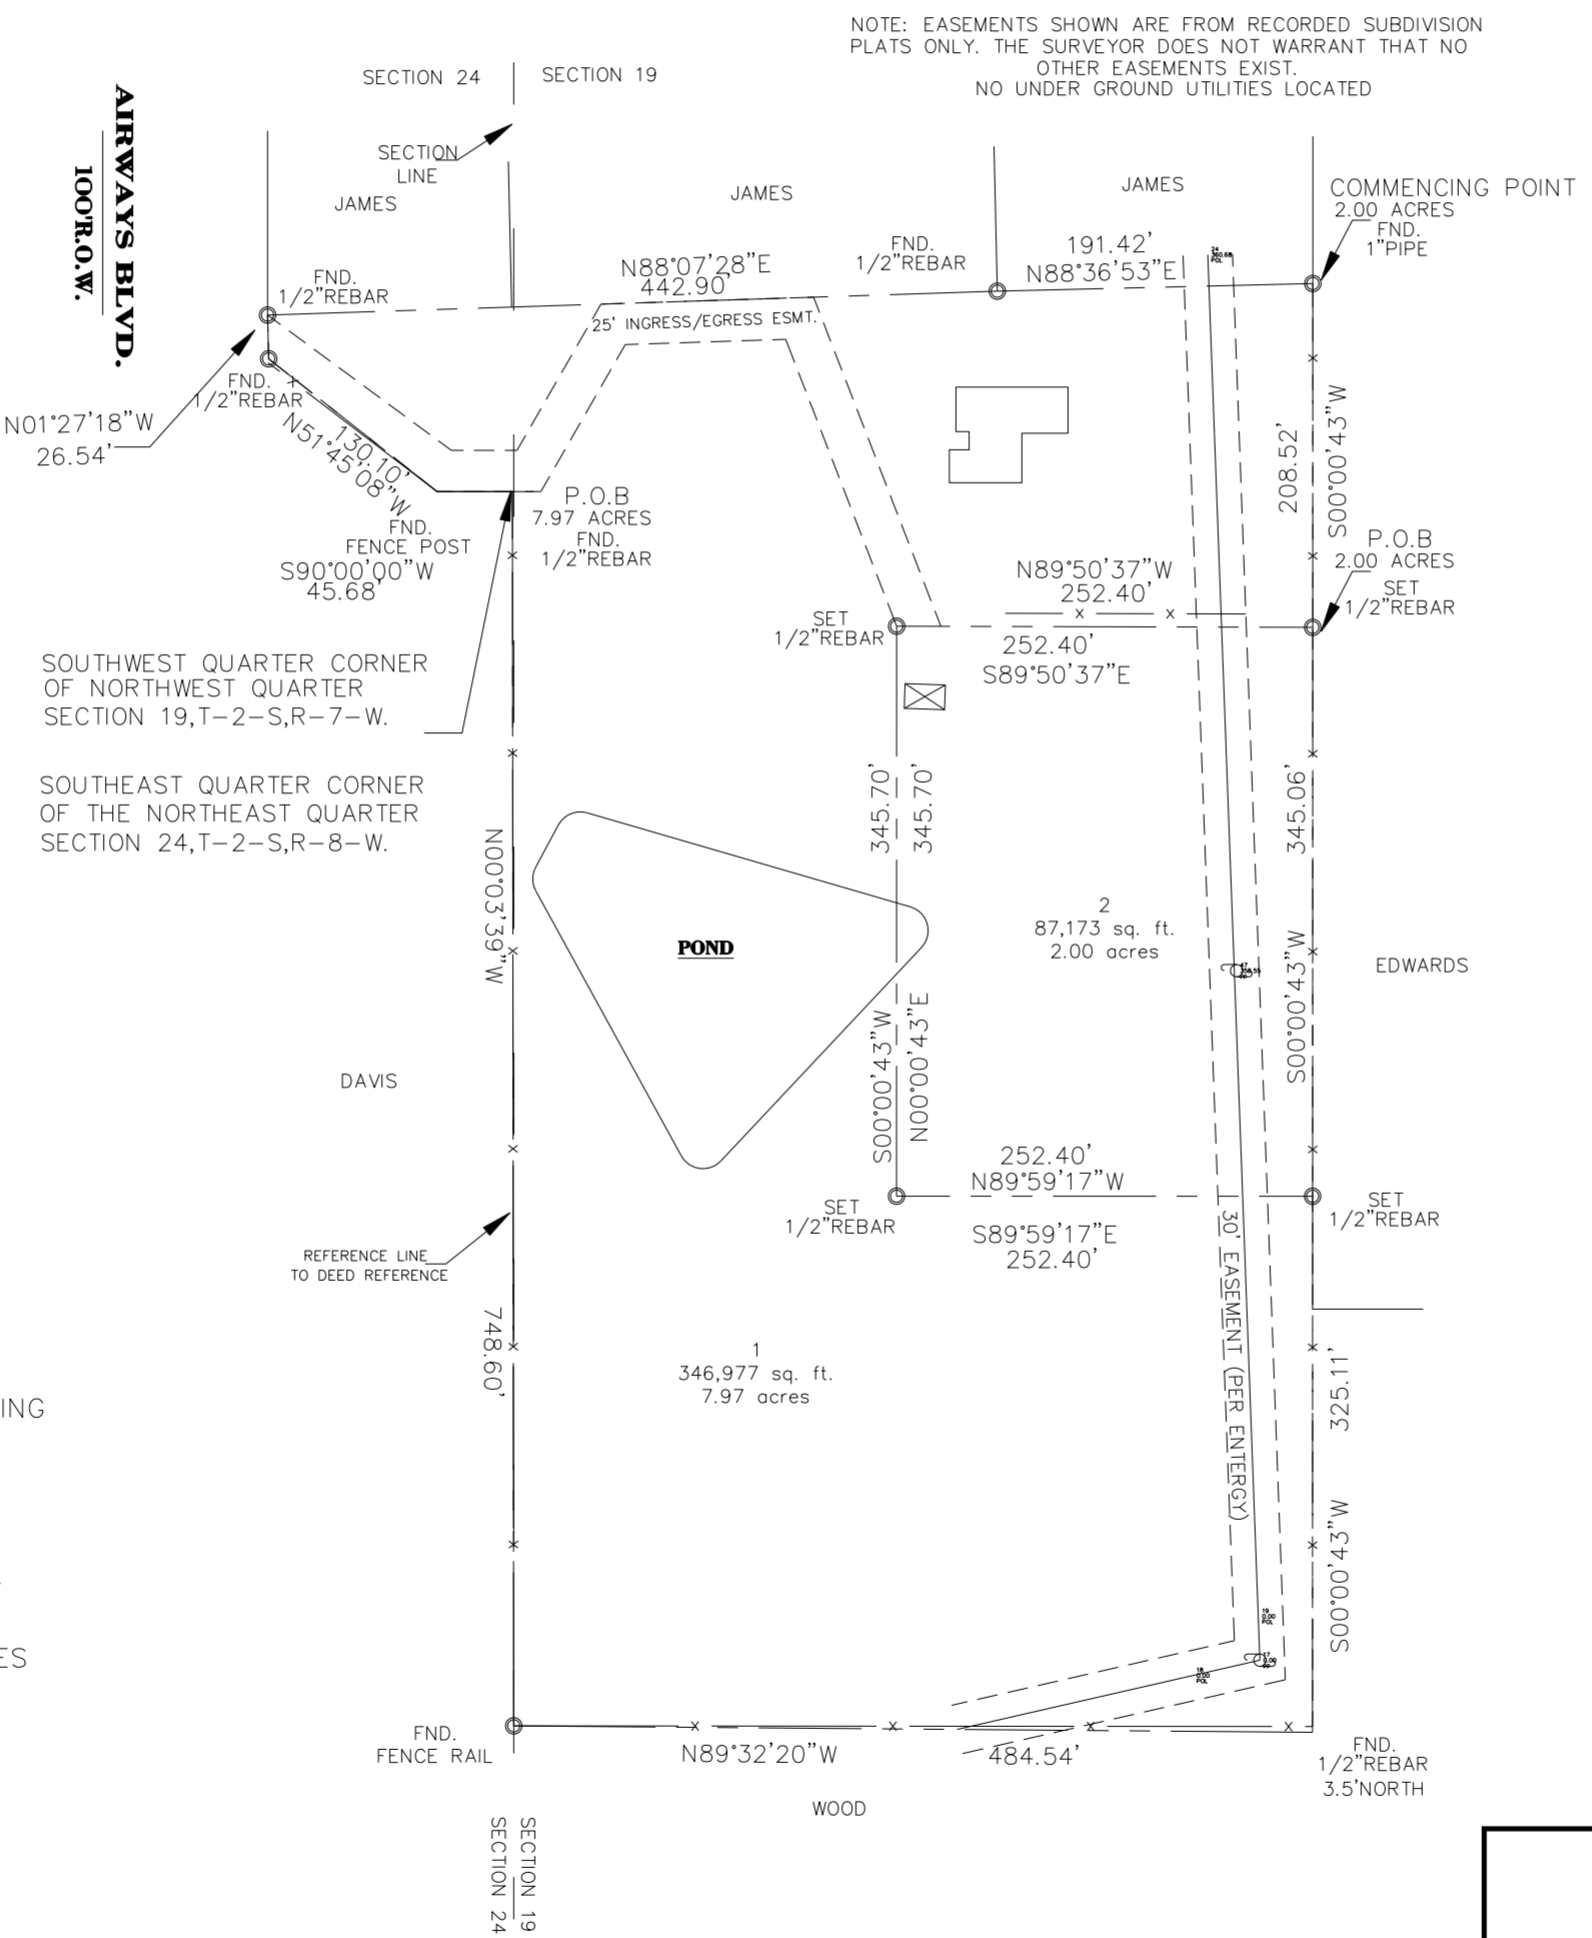 NOTE: EASEMENTS SHOWN ARE FROM RECORDED SUBDIVISION
PLATS ONLY. THE SURVEYOR DOES NOT WARRANT THAT NO
OTHER EASEMENTS EXIST.
NO UNDER GROUND UTILITIES LOCATED
SECTION 24
SECTION 19
SECTION
LINE
AIRWAYS BLVD.
100'R.O.W.
JAMES
JAMES
JAMES
COMMENCING POINT
2.00 ACRES
FND.
1"PIPE
FND.
1/2"REBAR
N88°07'28"E
442.90'
FND.
1/2"REBAR
191.42'
N88°36'53"E
25' INGRESS/EGRESS ESMT.
FND.
1/2"REBAR
N01°27'18"W
26.54'
130.10'
N51°45'08"W
FND.
FENCE POST
S90°00'00"W
45.68'
P.O.B
7.97 ACRES
FND.
1/2"REBAR
208.52'
S00°00'43"W
P.O.B
2.00 ACRES
SET
1/2"REBAR
N89°50'37"W
252.40'
252.40'
S89°50'37"E
SET
1/2"REBAR
SOUTHWEST QUARTER CORNER
OF NORTHWEST QUARTER
SECTION 19,T-2-S,R-7-W.
SOUTHEAST QUARTER CORNER
OF THE NORTHEAST QUARTER
SECTION 24,T-2-S,R-8-W.
N00°03'39"W
748.60'
345.70'
345.70'
345.06'
POND
2
87,173 sq. ft.
2.00 acres
EDWARDS
S00°00'43"W
N00°00'43"E
S00°00'43"W
DAVIS
252.40'
N89°59'17"W
SET
1/2"REBAR
S89°59'17"E
252.40'
SET
1/2"REBAR
REFERENCE LINE
TO DEED REFERENCE
30' EASEMENT (PER ENTERGY)
1
346,977 sq. ft.
7.97 acres
325.11'
S00°00'43"W
ING
ES
FND.
FENCE RAIL
N89°32'20"W
484.54'
FND.
1/2"REBAR
3.5'NORTH
WOOD
SECTION 19
SECTION 24